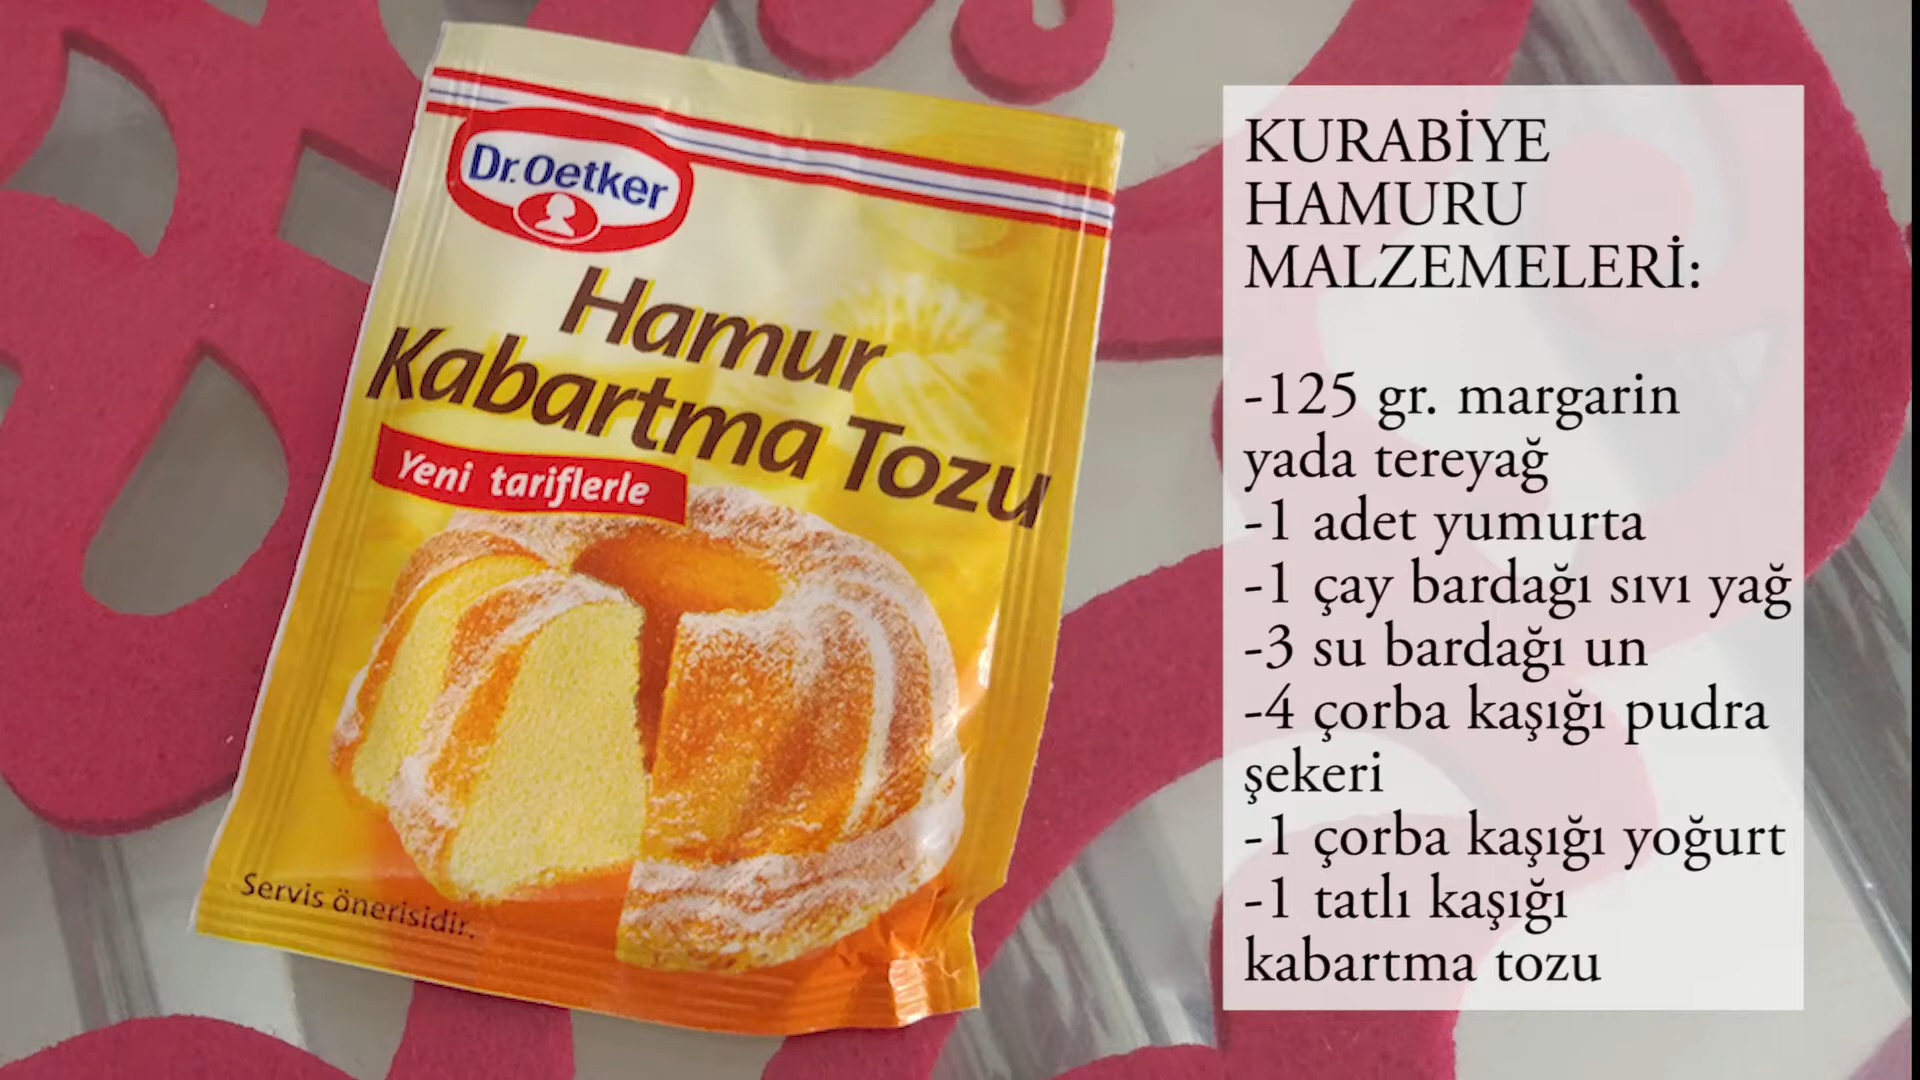 Dr.Oetker
Hamur
Kabartma Tozu
Yeni tariflerle
Servis önerisidir.
KURABİYE
HAMURU
MALZEMELERİ:
-125 gr. margarin
yada tereyağ
-1 adet yumurta
-1 çay bardağı sıvı yağ
-3 su bardağı un
-4 çorba kaşığı pudra
şekeri
-1 çorba kaşığı yoğurt
-1 tatlı kaşığı
kabartma tozu